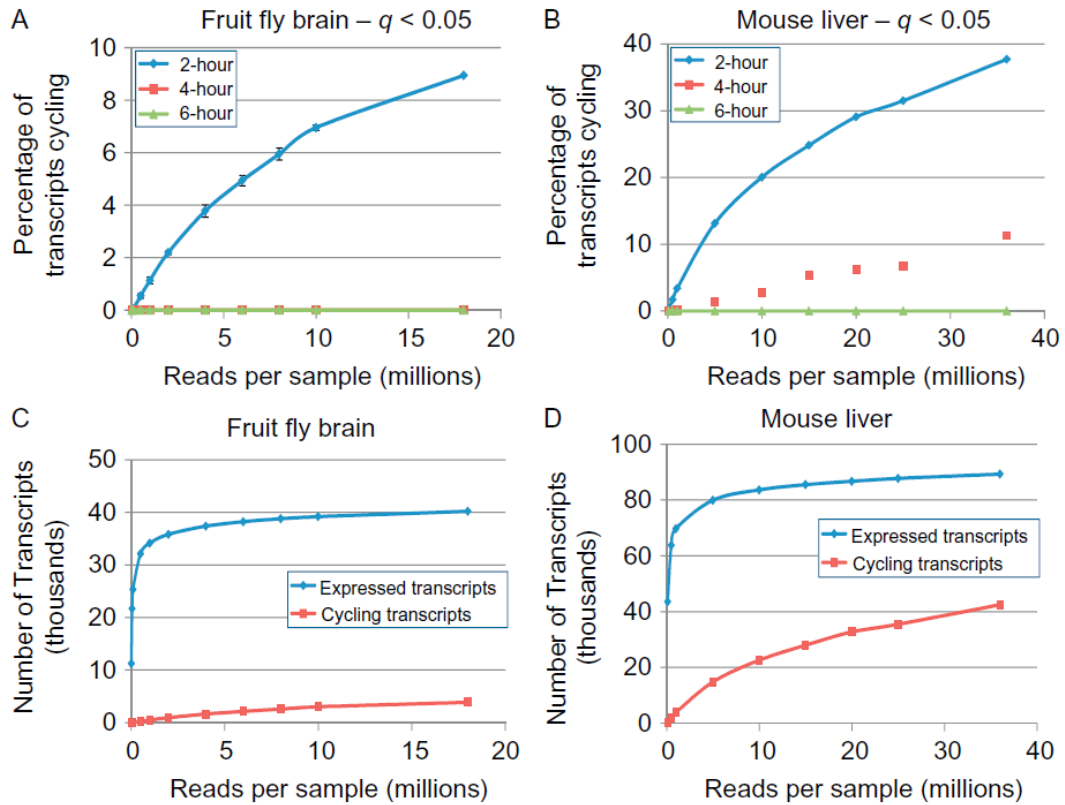 A
Fruit fly brain – q < 0.05
Percentage of
transcripts cycling
10
8
6
4
2
0
2-hour
4-hour
6-hour
0
5
10
15
20
Reads per sample (millions)
B
Mouse liver – q < 0.05
Percentage of
transcripts cycling
40
30
20
10
0
2-hour
4-hour
6-hour
0
10
20
30
40
Reads per sample (millions)
C
Fruit fly brain
Number of Transcripts
(thousands)
50
40
30
20
10
0
Expressed transcripts
Cycling transcripts
0
5
10
15
20
Reads per sample (millions)
D
Mouse liver
Number of Transcripts
(thousands)
100
80
60
40
20
0
Expressed transcripts
Cycling transcripts
0
10
20
30
40
Reads per sample (millions)